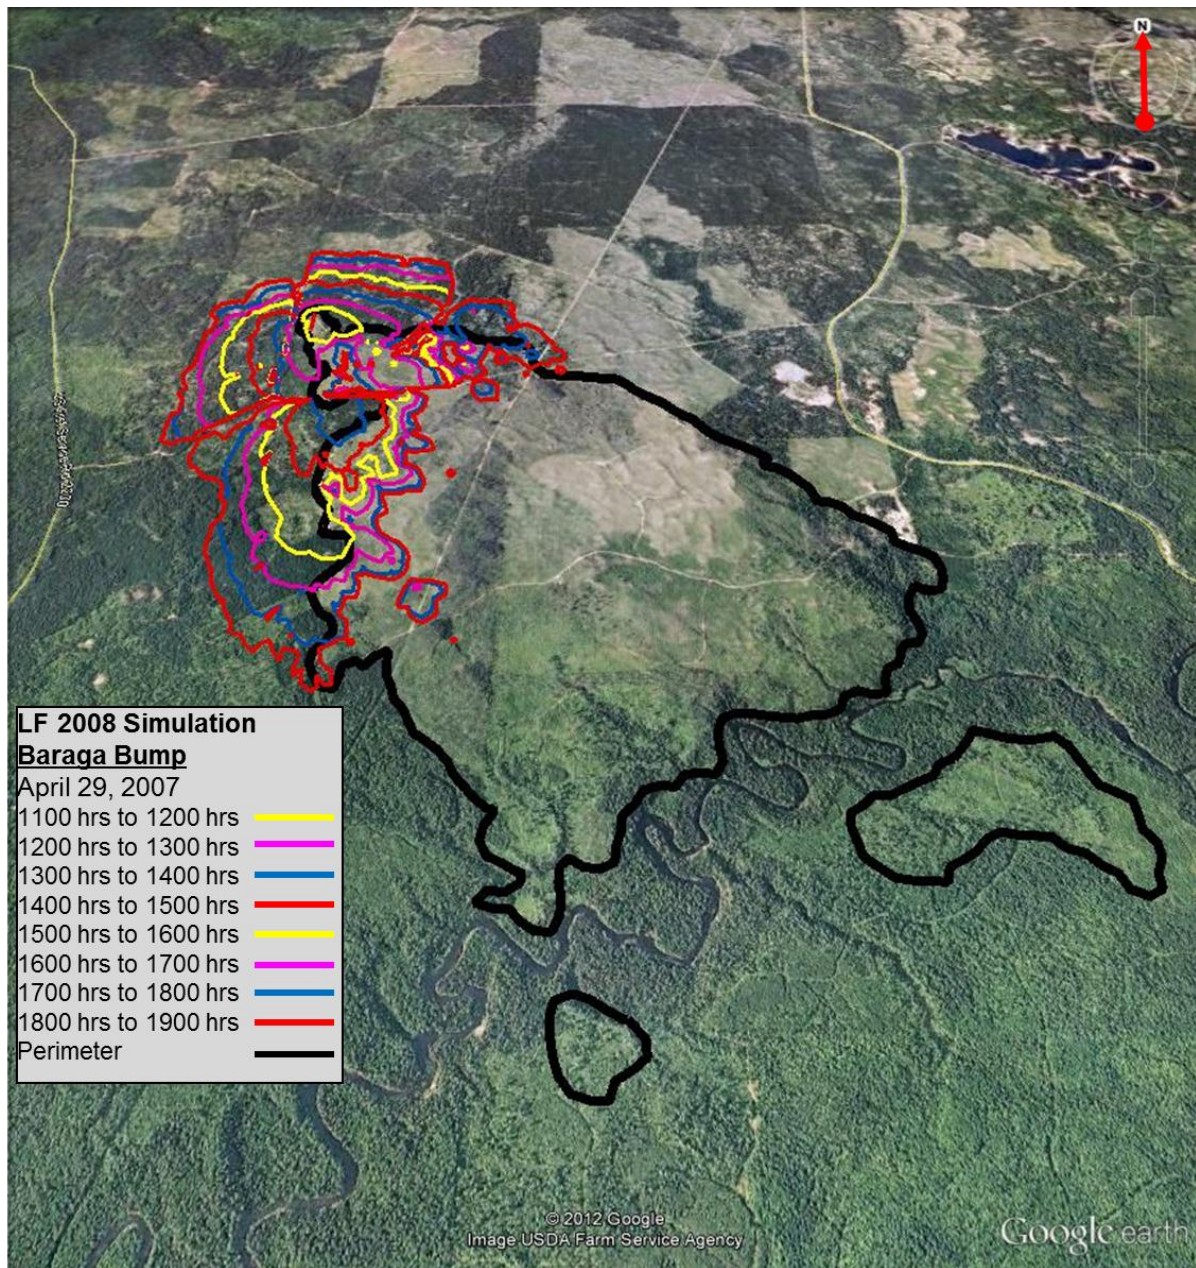 N
LF 2008 Simulation
Baraga Bump
April 29, 2007
1100 hrs to 1200 hrs
1200 hrs to 1300 hrs
1300 hrs to 1400 hrs
1400 hrs to 1500 hrs
1500 hrs to 1600 hrs
1600 hrs to 1700 hrs
1700 hrs to 1800 hrs
1800 hrs to 1900 hrs
Perimeter
© 2012 Google
Image USDA Farm Service Agency
Google earth